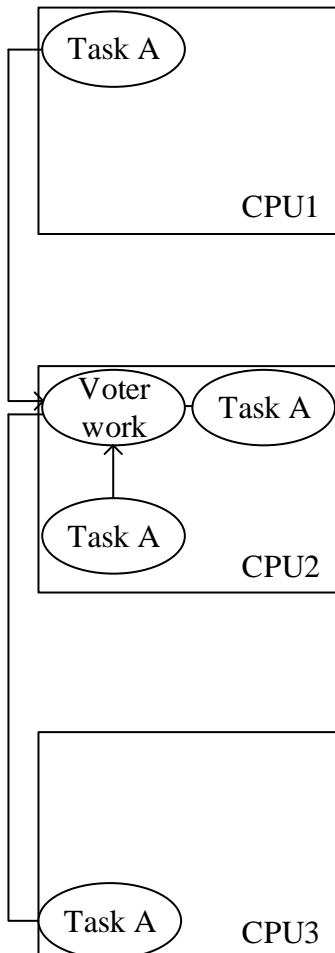 Task A
CPU1
Voter
work
Task A
Task A
CPU2
Task A
CPU3